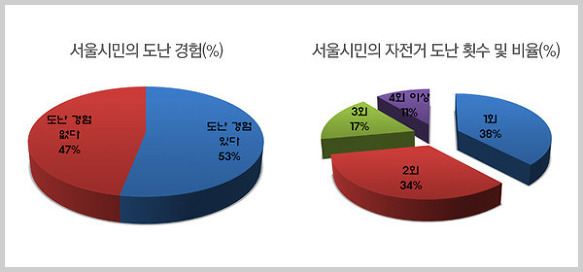 서울시민의 도난 경험(%)
도난 경험
없다
47%
도난 경험
있다
53%
서울시민의 자전거 도난 횟수 및 비율(%)
4회 이상
11%
3회
17%
1회
38%
2회
34%